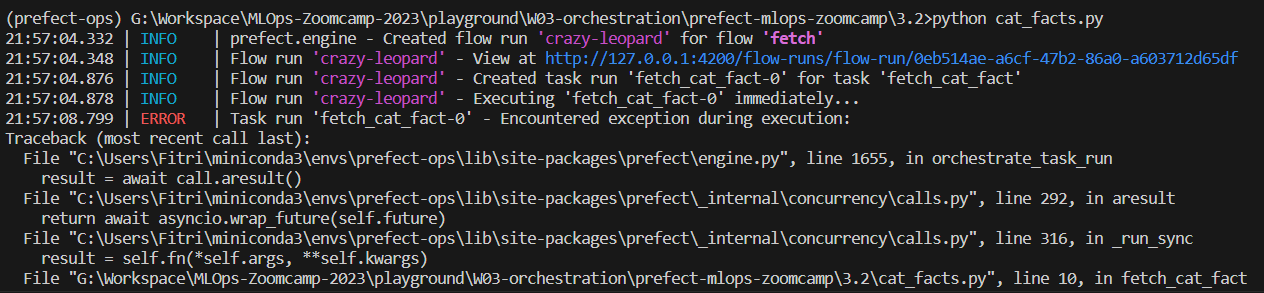 (prefect-ops) G:\Workspace\MLOps-Zoomcamp-2023\playground\W03-orchestration\prefect-mlops-zoomcamp\3.2>python cat_facts.py
21:57:04.332 | INFO    | prefect.engine - Created flow run 'crazy-leopard' for flow 'fetch'
21:57:04.348 | INFO    | Flow run 'crazy-leopard' - View at http://127.0.0.1:4200/flow-runs/flow-run/0eb514ae-a6cf-47b2-86a0-a603712d65df
21:57:04.876 | INFO    | Flow run 'crazy-leopard' - Created task run 'fetch_cat_fact-0' for task 'fetch_cat_fact'
21:57:04.878 | INFO    | Flow run 'crazy-leopard' - Executing 'fetch_cat_fact-0' immediately...
21:57:08.799 | ERROR   | Task run 'fetch_cat_fact-0' - Encountered exception during execution:
Traceback (most recent call last):
  File "C:\Users\Fitri\miniconda3\envs\prefect-ops\lib\site-packages\prefect\engine.py", line 1655, in orchestrate_task_run
    result = await call.aresult()
  File "C:\Users\Fitri\miniconda3\envs\prefect-ops\lib\site-packages\prefect\_internal\concurrency\calls.py", line 292, in aresult
    return await asyncio.wrap_future(self.future)
  File "C:\Users\Fitri\miniconda3\envs\prefect-ops\lib\site-packages\prefect\_internal\concurrency\calls.py", line 316, in _run_sync
    result = self.fn(*self.args, **self.kwargs)
  File "G:\Workspace\MLOps-Zoomcamp-2023\playground\W03-orchestration\prefect-mlops-zoomcamp\3.2\cat_facts.py", line 10, in fetch_cat_fact